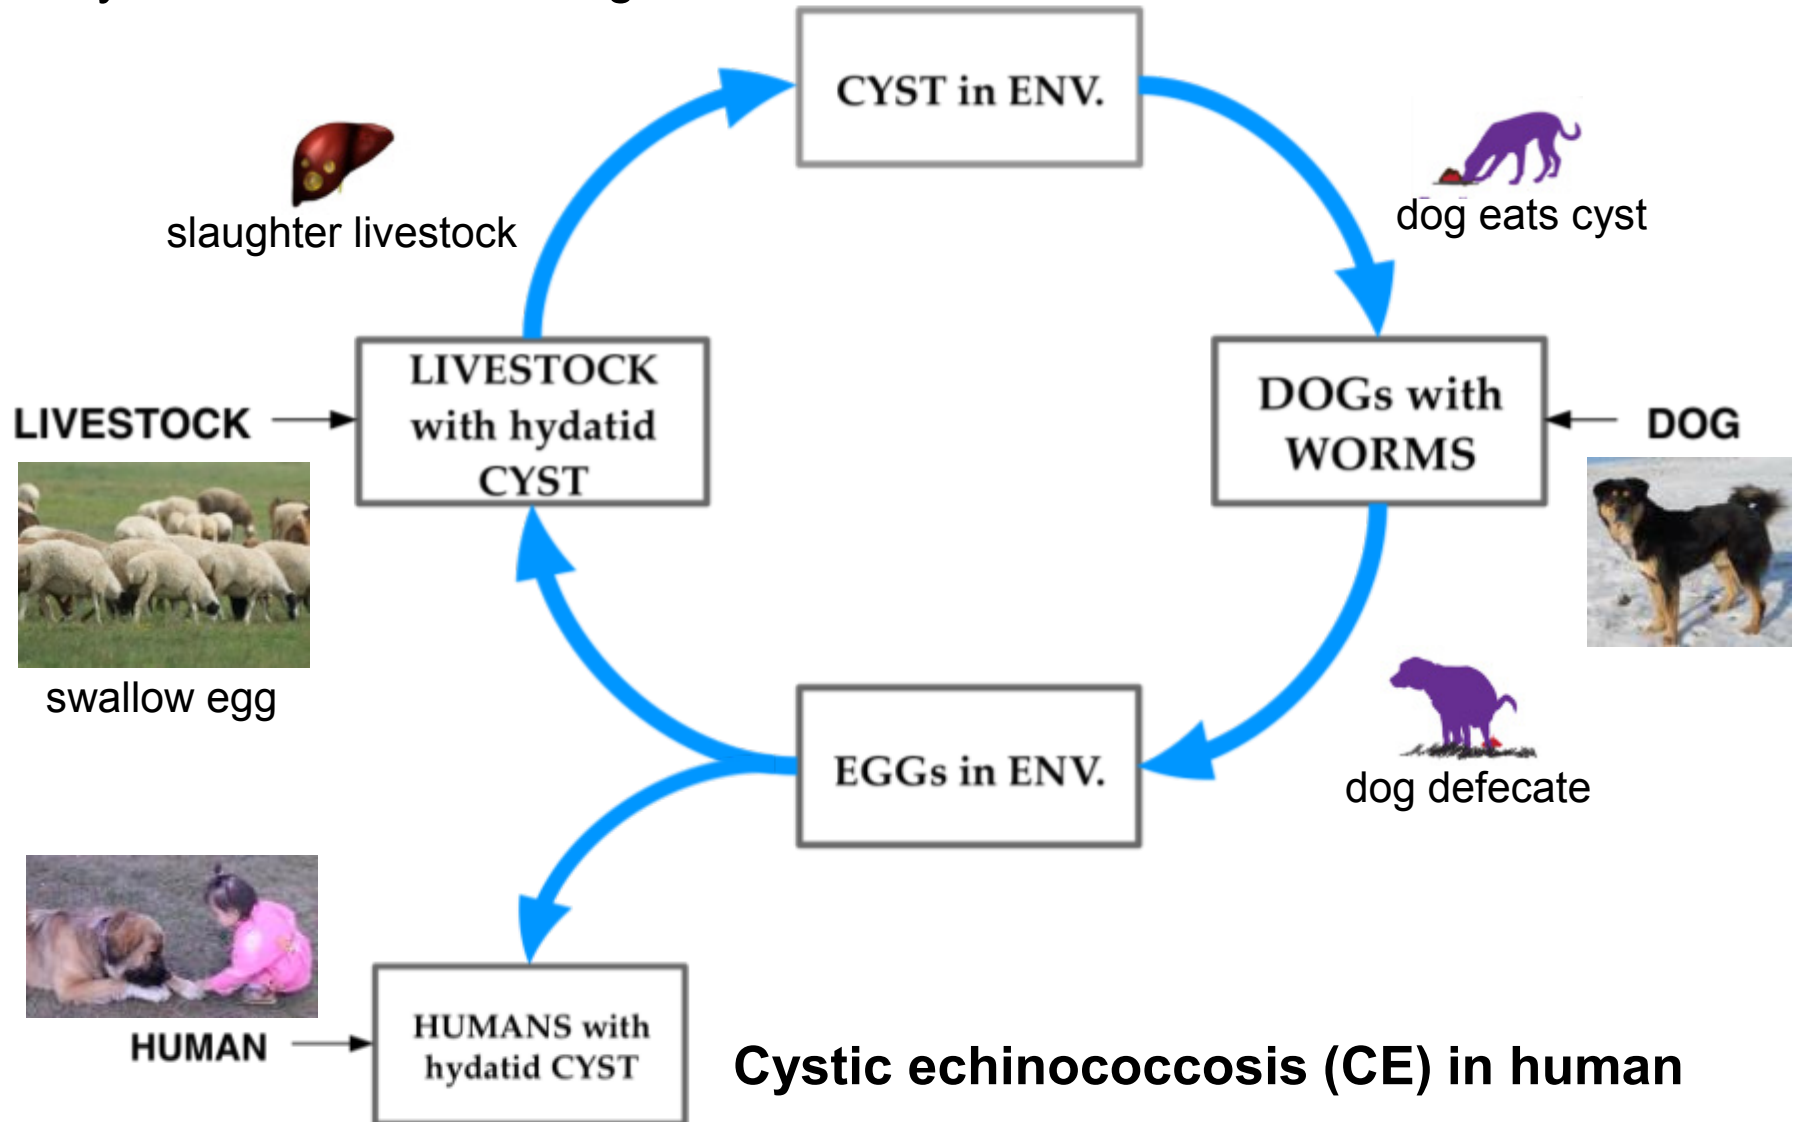 CYST in ENV.
slaughter livestock
dog eats cyst
LIVESTOCK
LIVESTOCK
with hydatid
CYST
DOGs with
WORMS
DOG
swallow egg
EGGs in ENV.
dog defecate
HUMAN
HUMANS with
hydatid CYST
Cystic echinococcosis (CE) in human